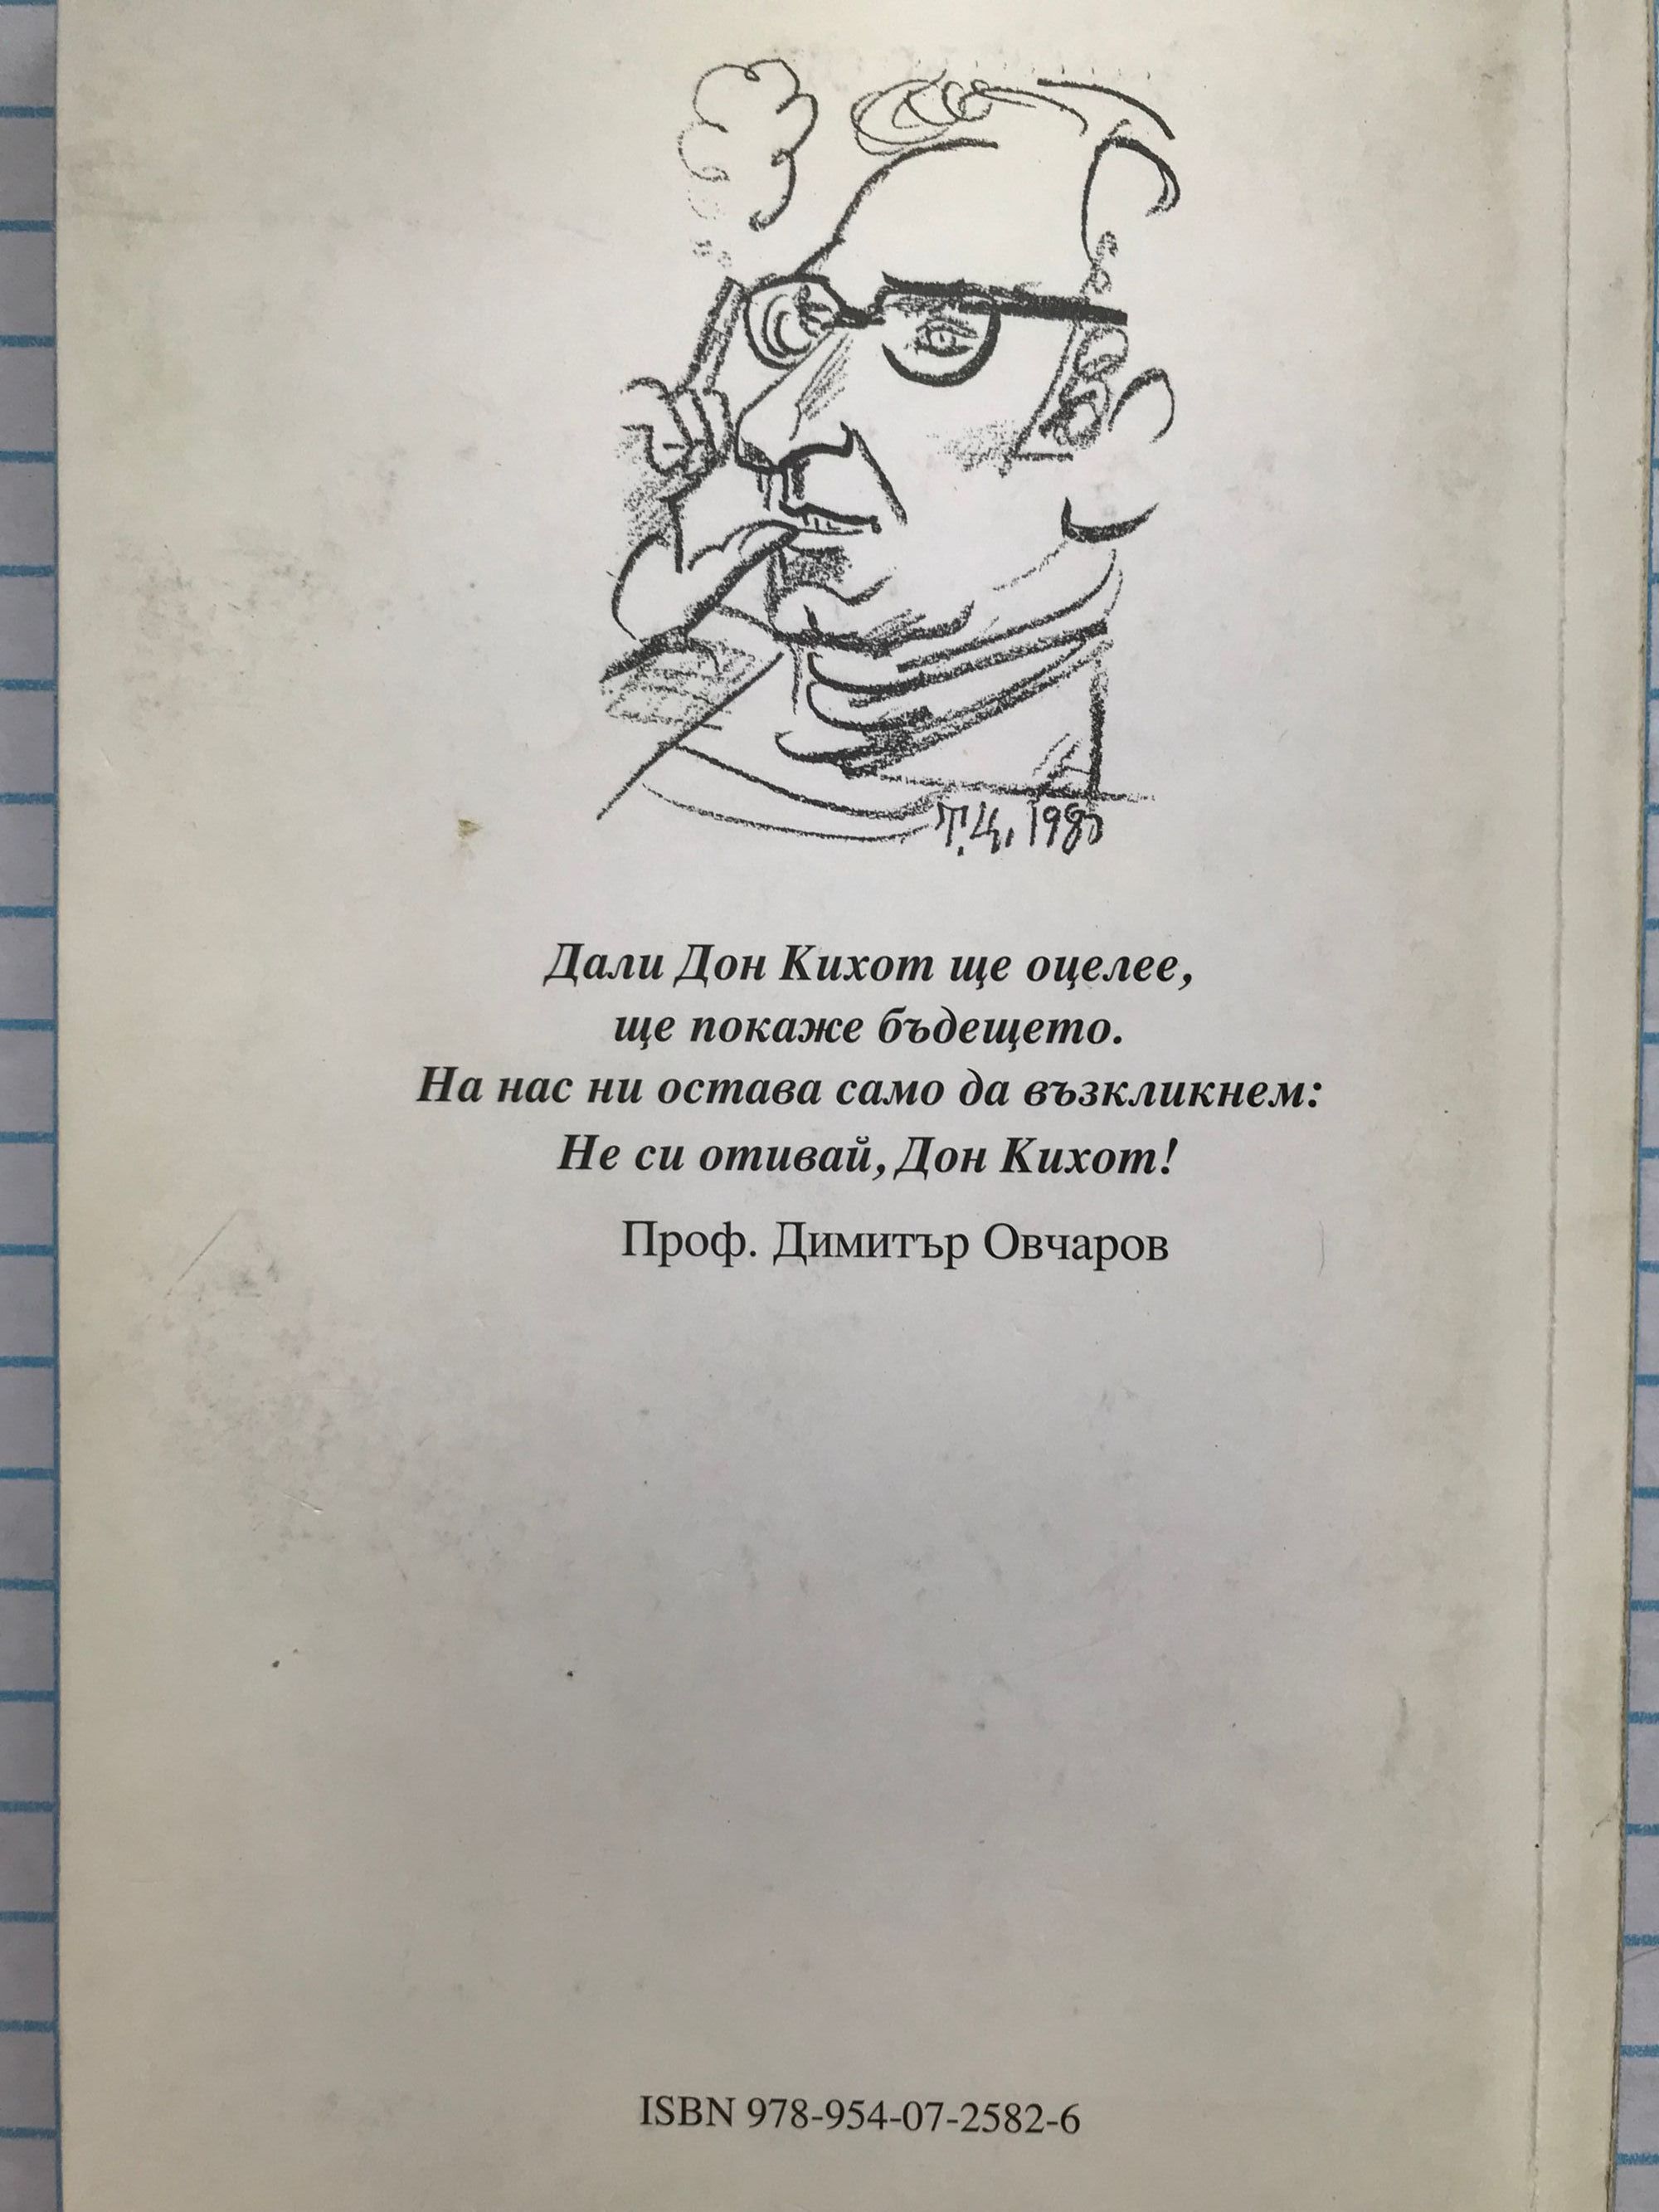 Т.Ц. 1985
Дали Дон Кихот ще оцелее,
ще покаже бъдещето.
На нас ни остава само да възкликнем:
Не си отивай, Дон Кихот!
Проф. Димитър Овчаров
ISBN 978-954-07-2582-6